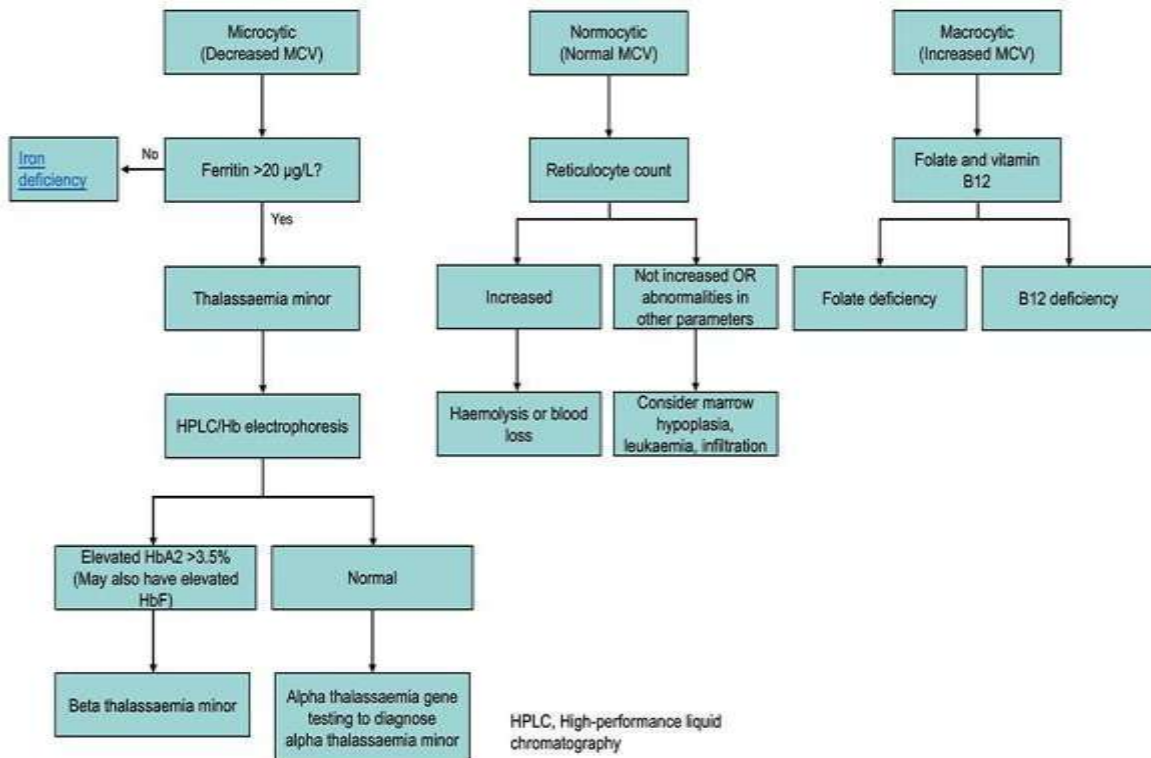 Microcytic
(Decreased MCV)
Normocytic
(Normal MCV)
Macrocytic
(Increased MCV)
Iron
deficiency
No
Ferritin >20 µg/L?
Reticulocyte count
Folate and vitamin
B12
Yes
Thalassaemia minor
Increased
Not increased OR
abnormalities in
other parameters
Folate deficiency
B12 deficiency
HPLC/Hb electrophoresis
Haemolysis or blood
loss
Consider marrow
hypoplasia,
leukaemia, infiltration
Elevated HbA2 >3.5%
(May also have elevated
HbF)
Normal
Beta thalassaemia minor
Alpha thalassaemia gene
testing to diagnose
alpha thalassaemia minor
HPLC, High-performance liquid
chromatography